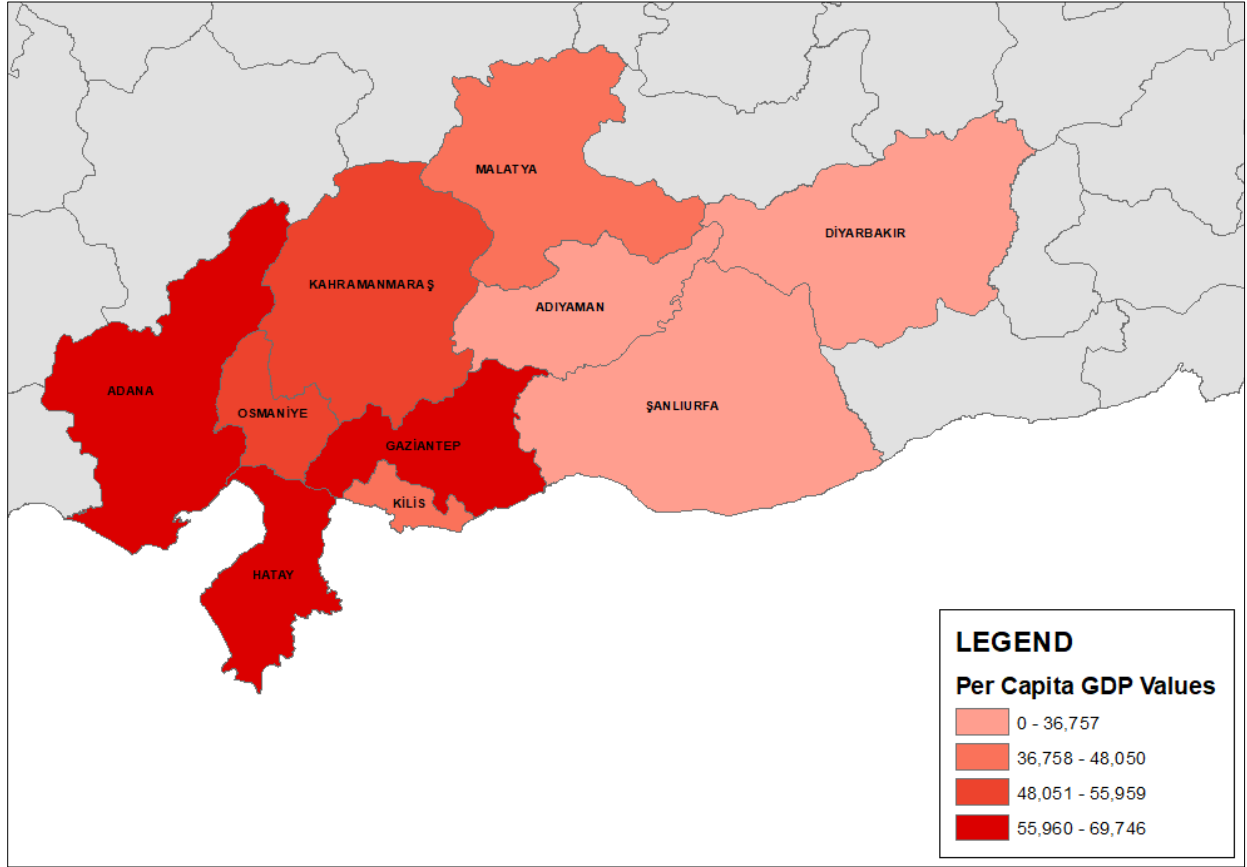 MALATYA
DİYARBAKIR
KAHRAMANMARAŞ
ADIYAMAN
ADANA
ŞANLIURFA
OSMANİYE
GAZİANTEP
KİLİS
HATAY
LEGEND
Per Capita GDP Values
0 - 36,757
36,758 - 48,050
48,051 - 55,959
55,960 - 69,746